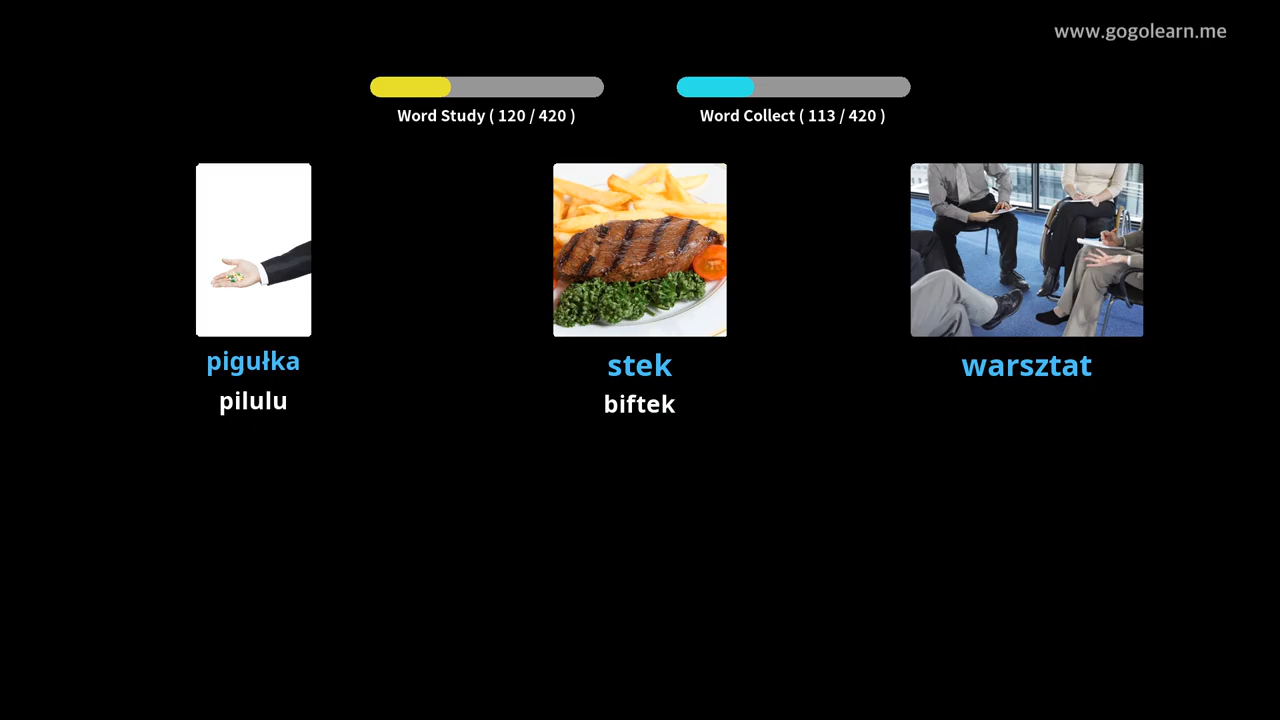 www.gogolearn.me
Word Study ( 120 / 420 )
Word Collect ( 113 / 420 )
pigułka
pilulu
stek
biftek
warsztat